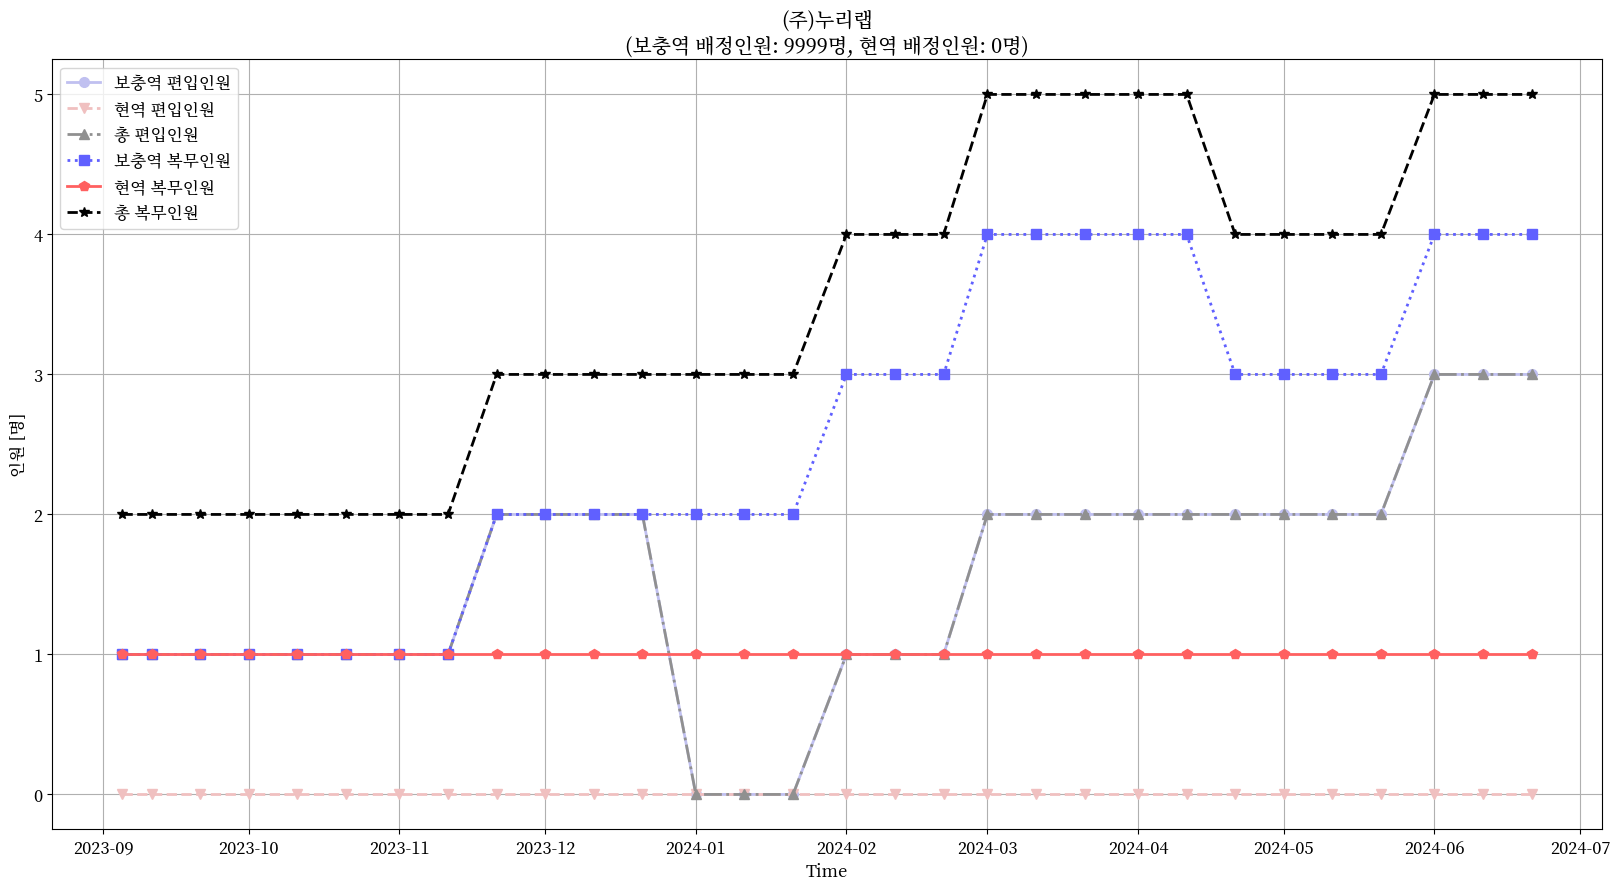 (주)누리랩
(보충역 배정인원: 9999명, 현역 배정인원: 0명)
보충역 편입인원
현역 편입인원
총 편입인원
보충역 복무인원
현역 복무인원
총 복무인원
인원 [명]
5
4
3
2
1
0
2023-09 2023-10 2023-11 2023-12 2024-01 2024-02 2024-03 2024-04 2024-05 2024-06 2024-07
Time